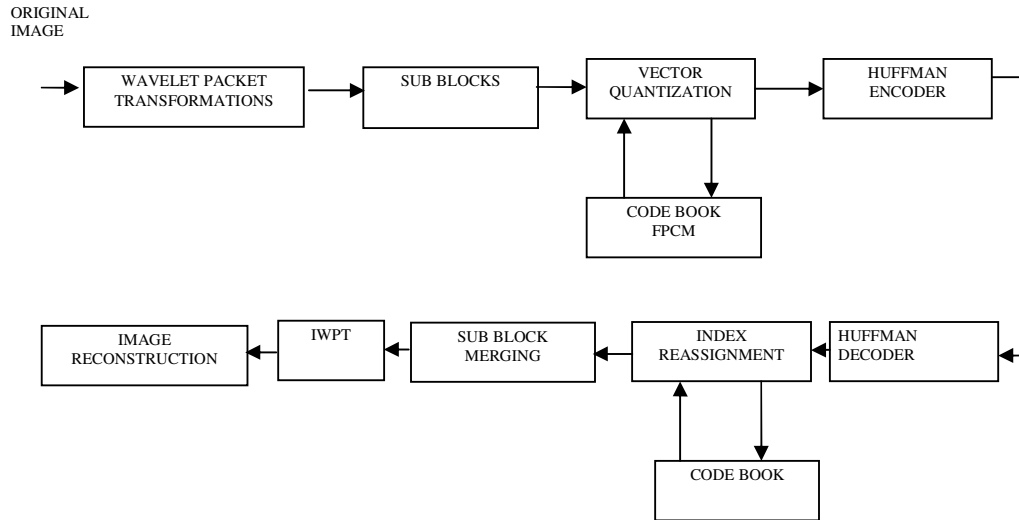 ORIGINAL
IMAGE
WAVELET PACKET
TRANSFORMATIONS
SUB BLOCKS
VECTOR
QUANTIZATION
HUFFMAN
ENCODER
CODE BOOK
FPCM
IMAGE
RECONSTRUCTION
IWPT
SUB BLOCK
MERGING
INDEX
REASSIGNMENT
HUFFMAN
DECODER
CODE BOOK